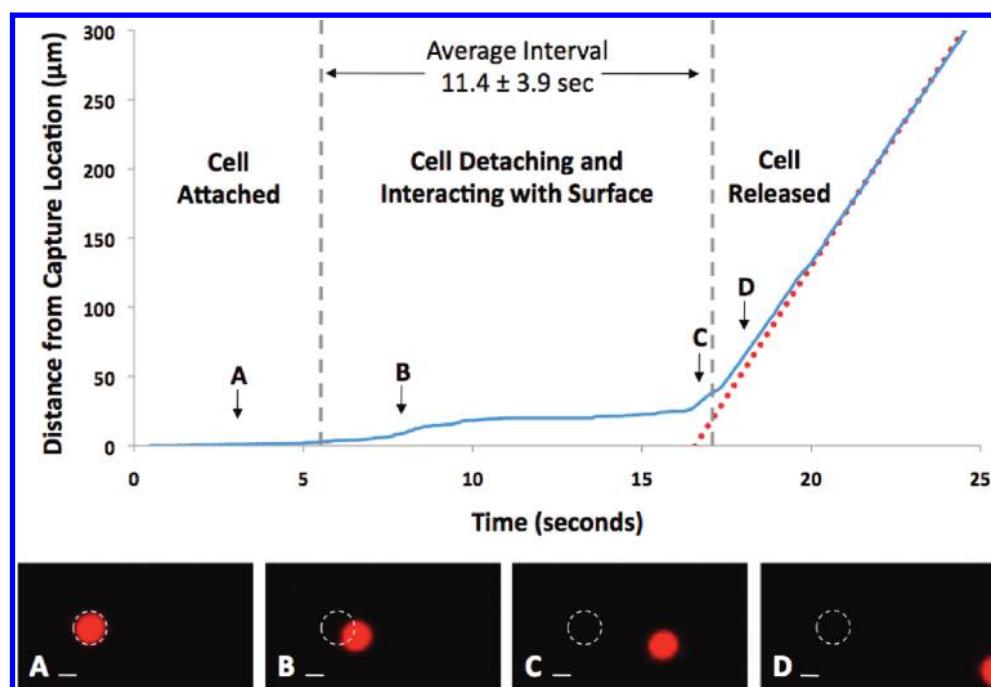 Average Interval
11.4 ± 3.9 sec
Cell
Attached
Cell Detaching and
Interacting with Surface
Cell
Released
A
B
C
D
Distance from Capture Location (µm)
300
250
200
150
100
50
0
0 5 10 15 20 25
Time (seconds)
A B C D